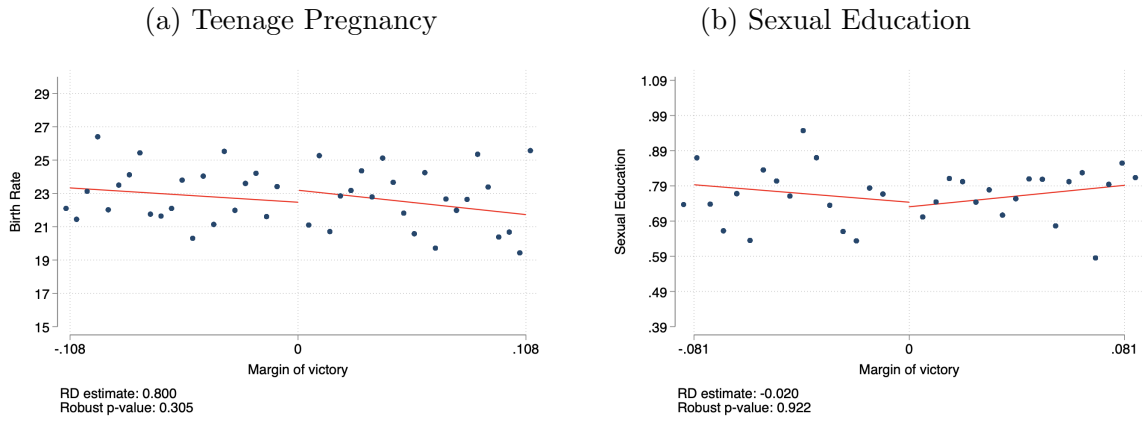 (a) Teenage Pregnancy
29
27
25
23
21
19
17
15
Birth Rate
-.108
0
.108
Margin of victory
RD estimate: 0.800
Robust p-value: 0.305
(b) Sexual Education
1.09
.99
.89
.79
.69
.59
.49
.39
Sexual Education
-.081
0
.081
Margin of victory
RD estimate: -0.020
Robust p-value: 0.922